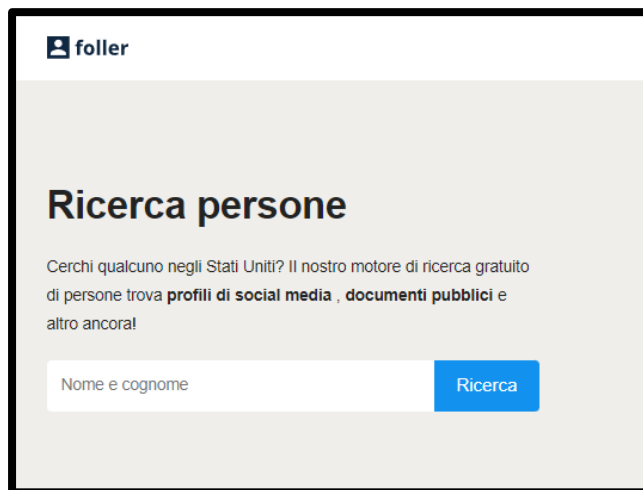 foller
Ricerca persone
Cerchi qualcuno negli Stati Uniti? Il nostro motore di ricerca gratuito
di persone trova profili di social media , documenti pubblici e
altro ancora!
Nome e cognome
Ricerca